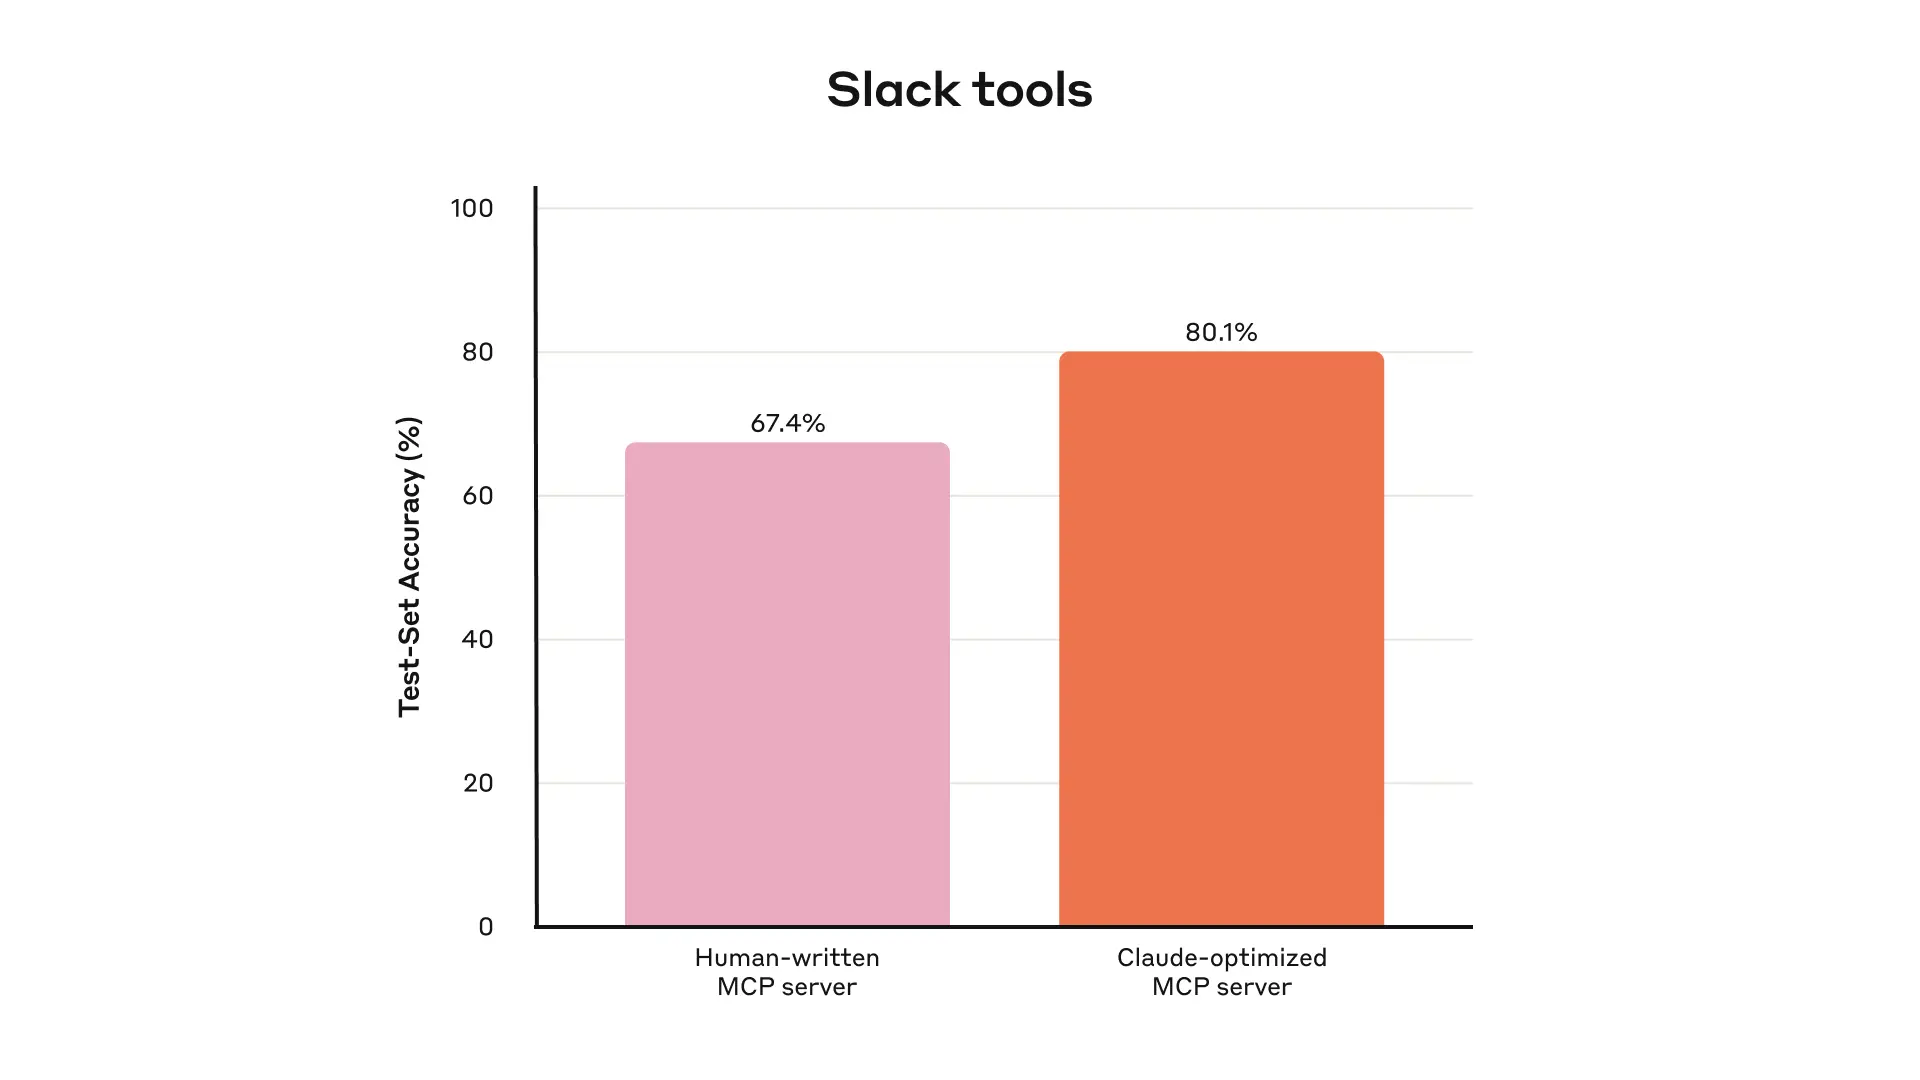 Slack tools
Test-Set Accuracy (%)
100
80
60
40
20
0
67.4%
80.1%
Human-written
MCP server
Claude-optimized
MCP server